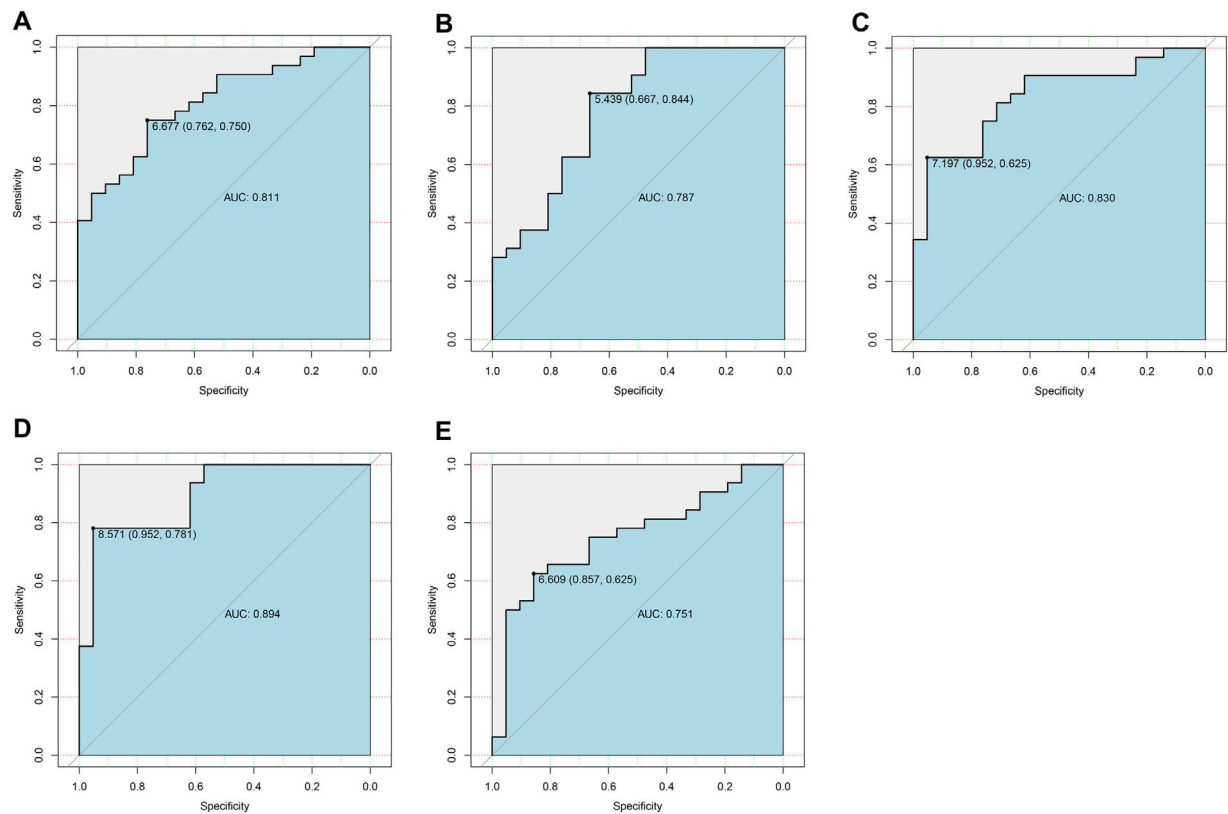 A
1.0
0.8
0.6
0.4
0.2
0.0
Sensitivity
6.677 (0.762, 0.750)
AUC: 0.811
1.0 0.8 0.6 0.4 0.2 0.0
Specificity
B
1.0
0.8
0.6
0.4
0.2
0.0
Sensitivity
5.439 (0.667, 0.844)
AUC: 0.787
1.0 0.8 0.6 0.4 0.2 0.0
Specificity
C
1.0
0.8
0.6
0.4
0.2
0.0
Sensitivity
7.197 (0.952, 0.625)
AUC: 0.830
1.0 0.8 0.6 0.4 0.2 0.0
Specificity
D
1.0
0.8
0.6
0.4
0.2
0.0
Sensitivity
8.571 (0.952, 0.781)
AUC: 0.894
1.0 0.8 0.6 0.4 0.2 0.0
Specificity
E
1.0
0.8
0.6
0.4
0.2
0.0
Sensitivity
6.609 (0.857, 0.625)
AUC: 0.751
1.0 0.8 0.6 0.4 0.2 0.0
Specificity